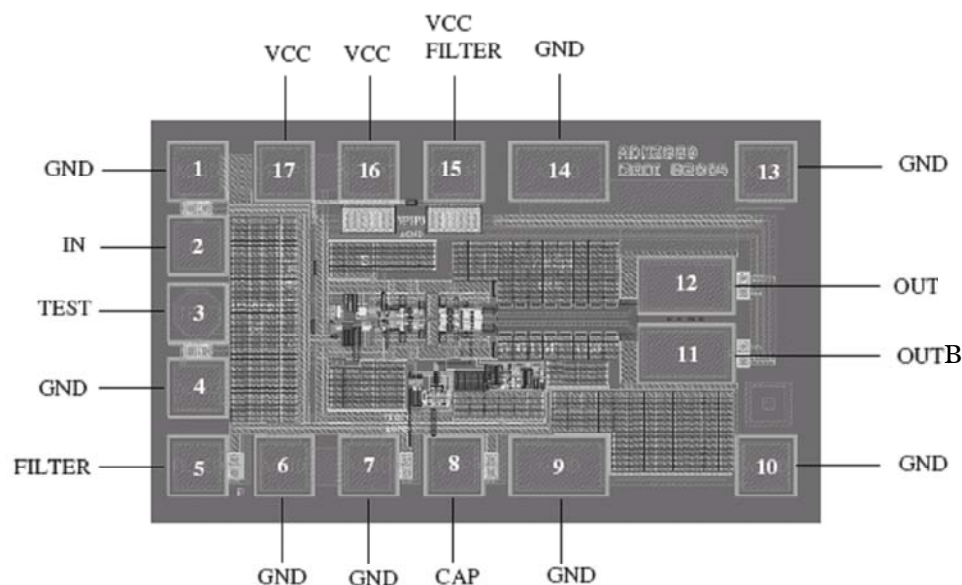 VCC
VCC
VCC
FILTER
GND
GND
1
17
16
15
14
13
GND
IN
2
TEST
3
12
OUT
11
OUTB
GND
4
FILTER
5
6
7
8
9
10
GND
GND
GND
CAP
GND